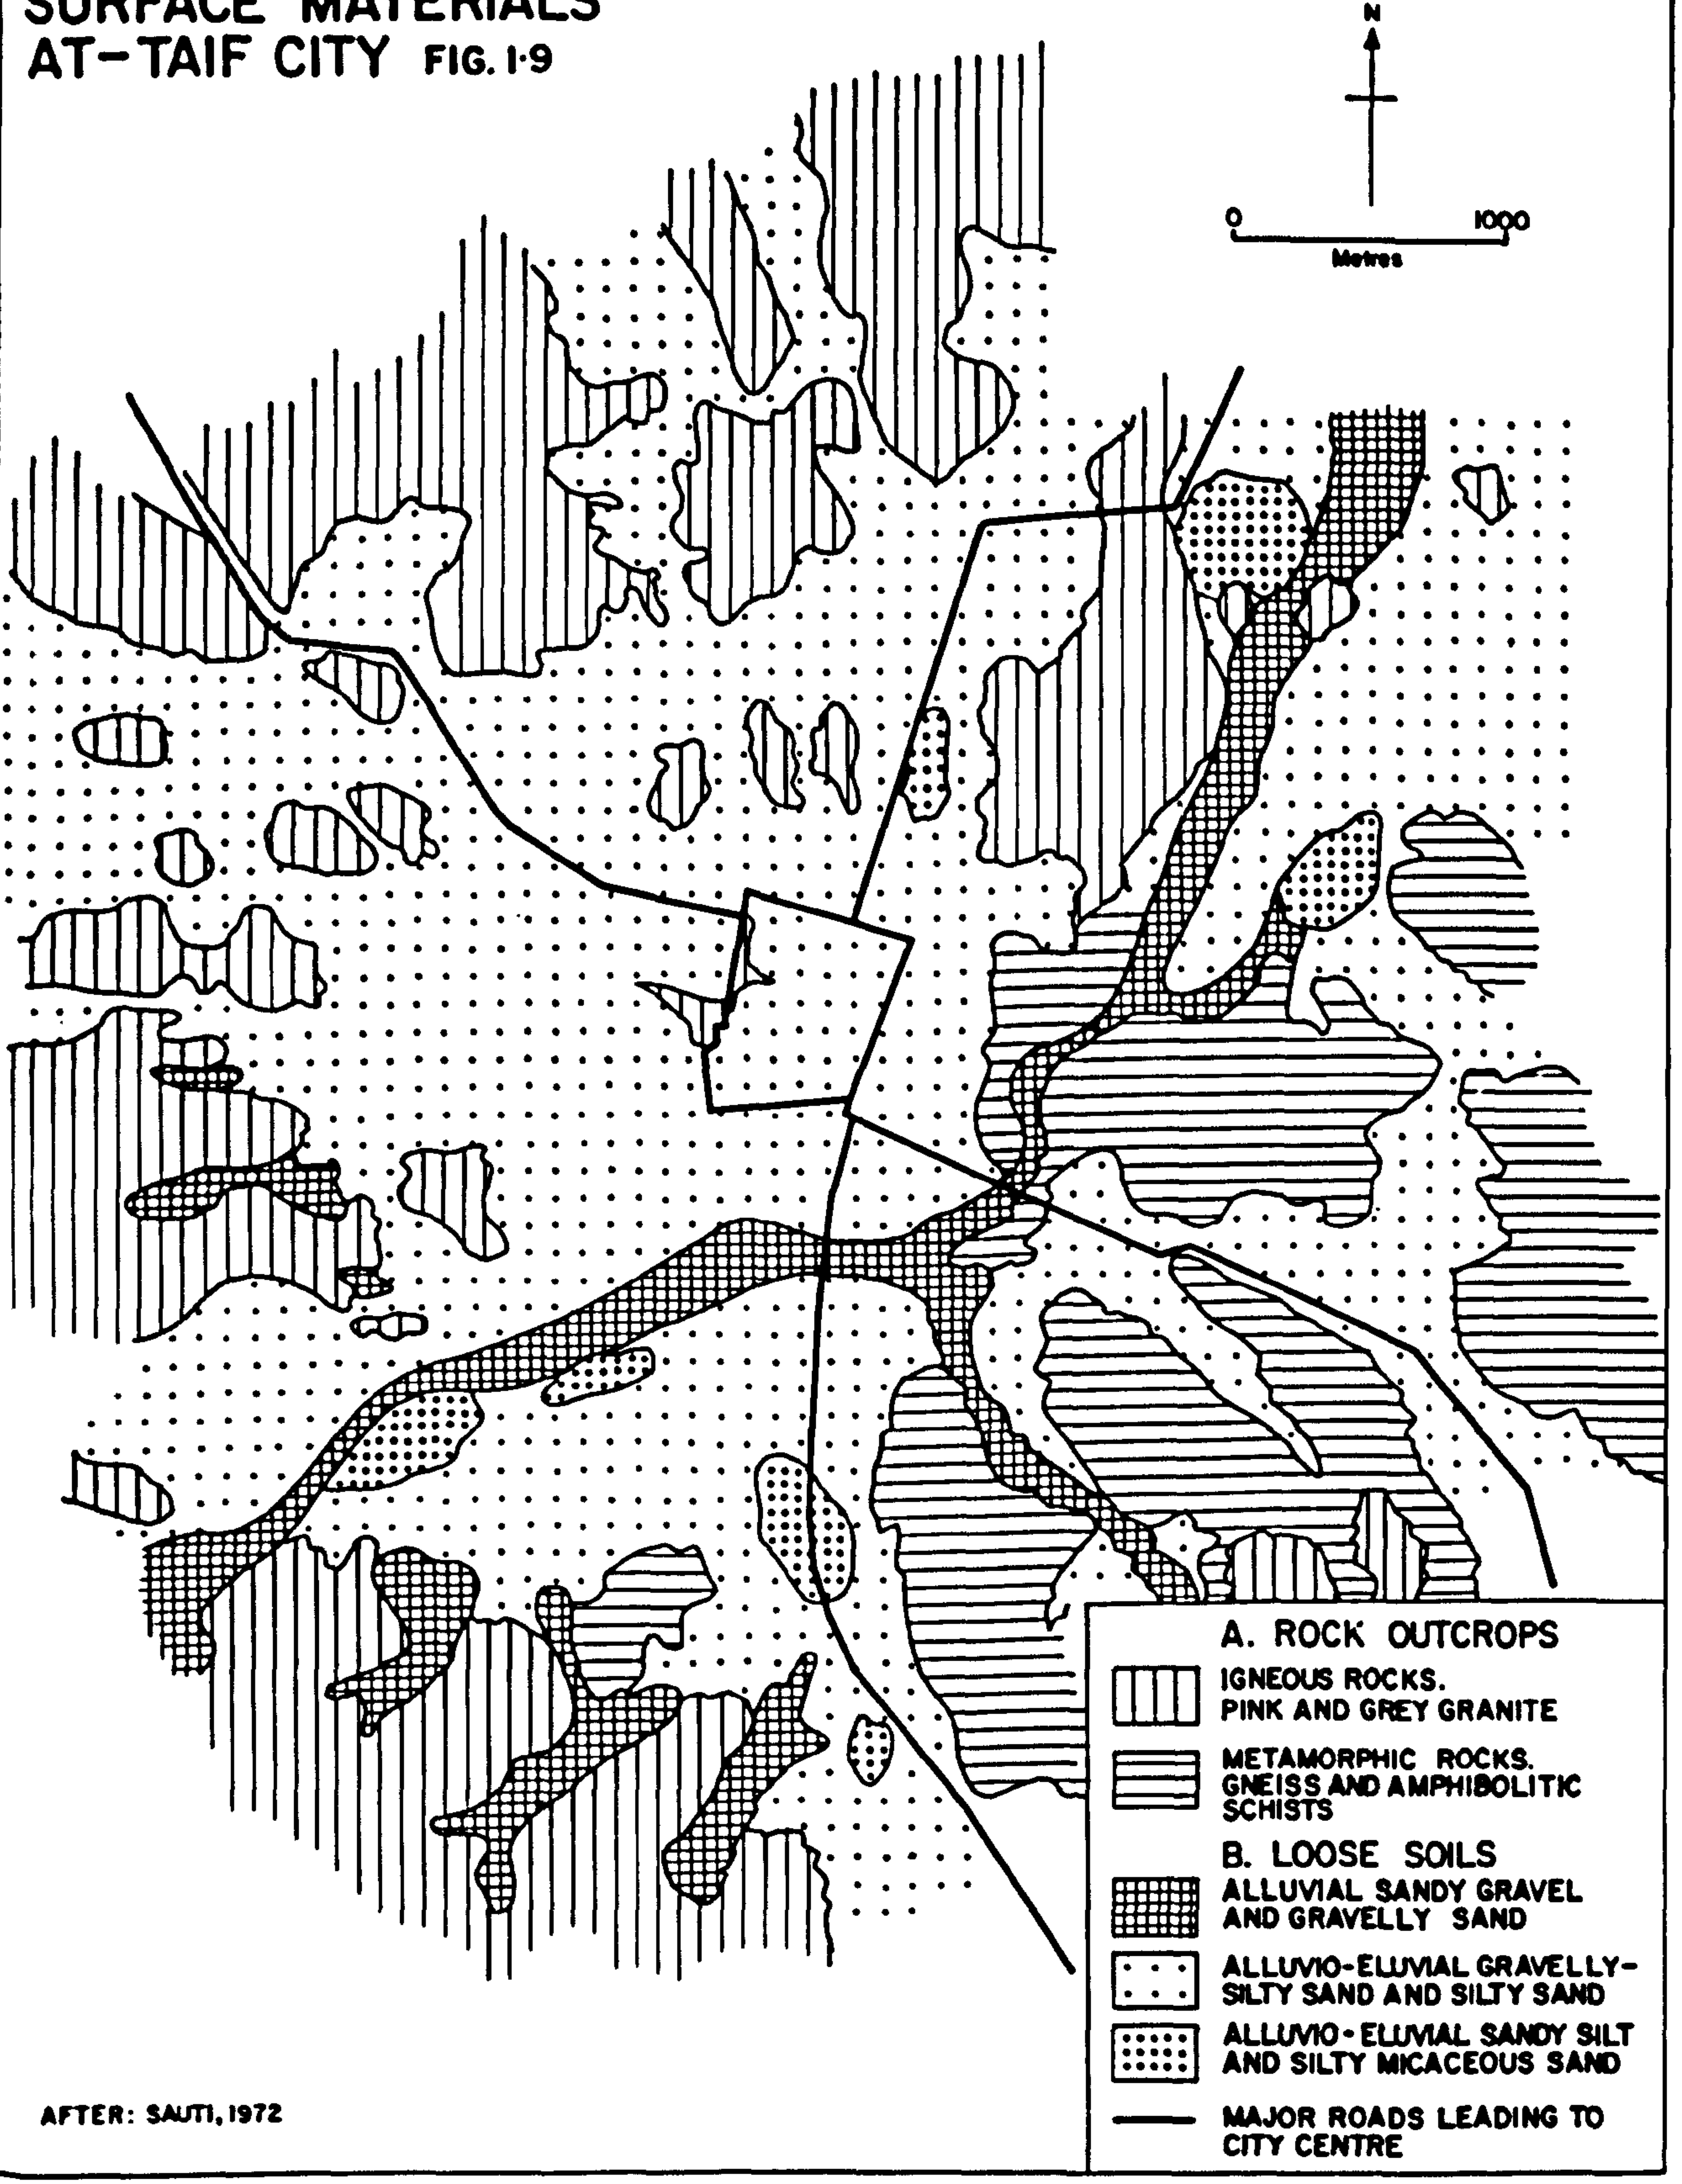 SURFACE MATERIALS
AT-TAIF CITY FIG. 1·9
N
0 1000
Metres
A. ROCK OUTCROPS
IGNEOUS ROCKS.
PINK AND GREY GRANITE
METAMORPHIC ROCKS.
GNEISS AND AMPHIBOLITIC
SCHISTS
B. LOOSE SOILS
ALLUVIAL SANDY GRAVEL
AND GRAVELLY SAND
ALLUVIO-ELUVIAL GRAVELLY-
SILTY SAND AND SILTY SAND
ALLUVIO-ELUVIAL SANDY SILT
AND SILTY MICACEOUS SAND
MAJOR ROADS LEADING TO
CITY CENTRE
AFTER: SAUTI, 1972